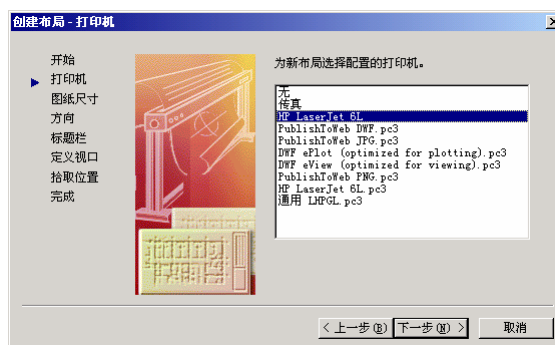 创建布局 - 打印机
开始
打印机
图纸尺寸
方向
标题栏
定义视口
拾取位置
完成
为新布局选择配置的打印机。
无
传真
HP LaserJet 6L
PublishToWeb DWF.pc3
PublishToWeb JPG.pc3
DWF ePlot (optimized for plotting).pc3
DWF eView (optimized for viewing).pc3
PublishToWeb PNG.pc3
HP LaserJet 6L.pc3
通用 LHPGL.pc3
< 上一步(B) 下一步(N) > 取消